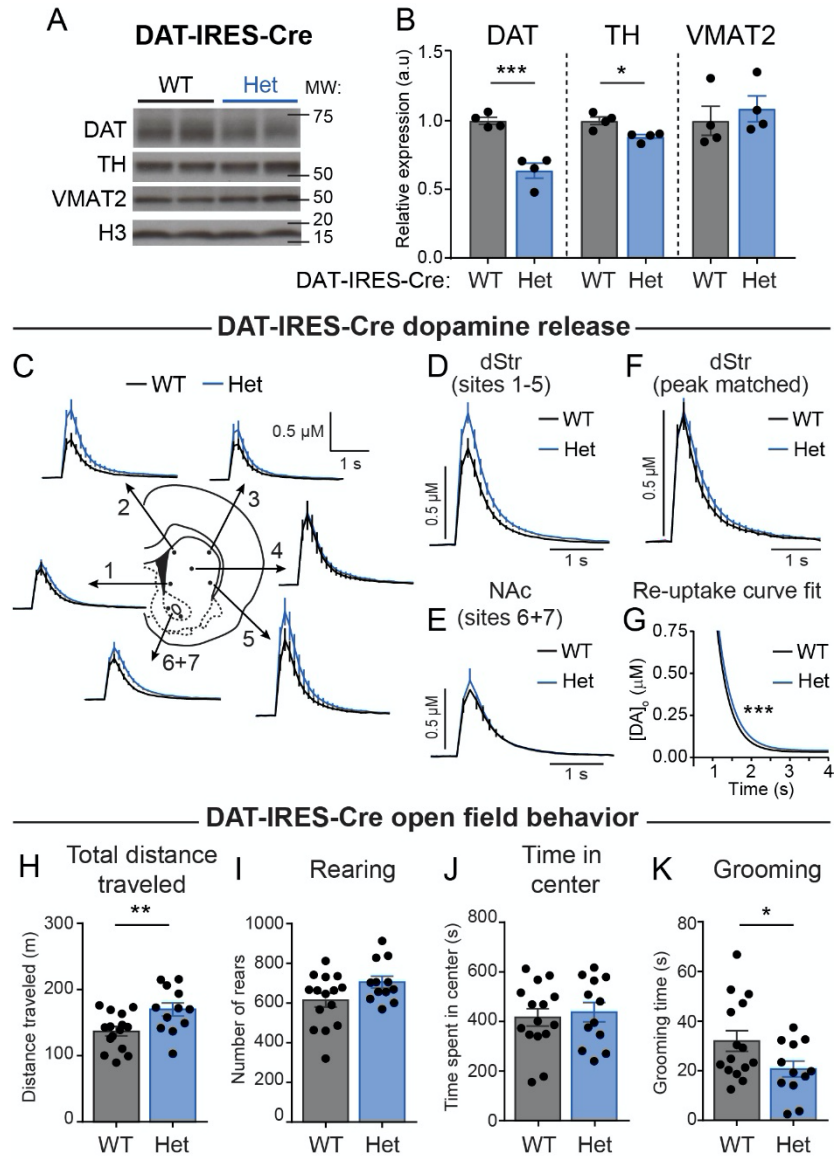 A
DAT-IRES-Cre
WT Het MW:
DAT
TH
VMAT2
H3
75
50
50
20
15
B
DAT TH VMAT2
Relative expression (a.u)
1.5
1.0
0.5
0.0
*** *
DAT-IRES-Cre: WT Het WT Het WT Het
DAT-IRES-Cre dopamine release
C
WT Het
0.5 µM
1 s
1
2
3
4
5
6+7
D
dStr
(sites 1-5)
WT
Het
0.5 µM
1 s
F
dStr
(peak matched)
WT
Het
0.5 µM
1 s
E
NAc
(sites 6+7)
WT
Het
0.5 µM
1 s
G
Re-uptake curve fit
WT
Het
***
[DA]o (µM)
0.75
0.50
0.25
0.00
1 2 3 4
Time (s)
DAT-IRES-Cre open field behavior
H
Total distance
traveled
**
Distance traveled (m)
300
200
100
0
WT Het
I
Rearing
Number of rears
1000
800
600
400
200
0
WT Het
J
Time in
center
Time spent in center (s)
800
600
400
200
0
WT Het
K
Grooming
*
Grooming time (s)
80
60
40
20
0
WT Het